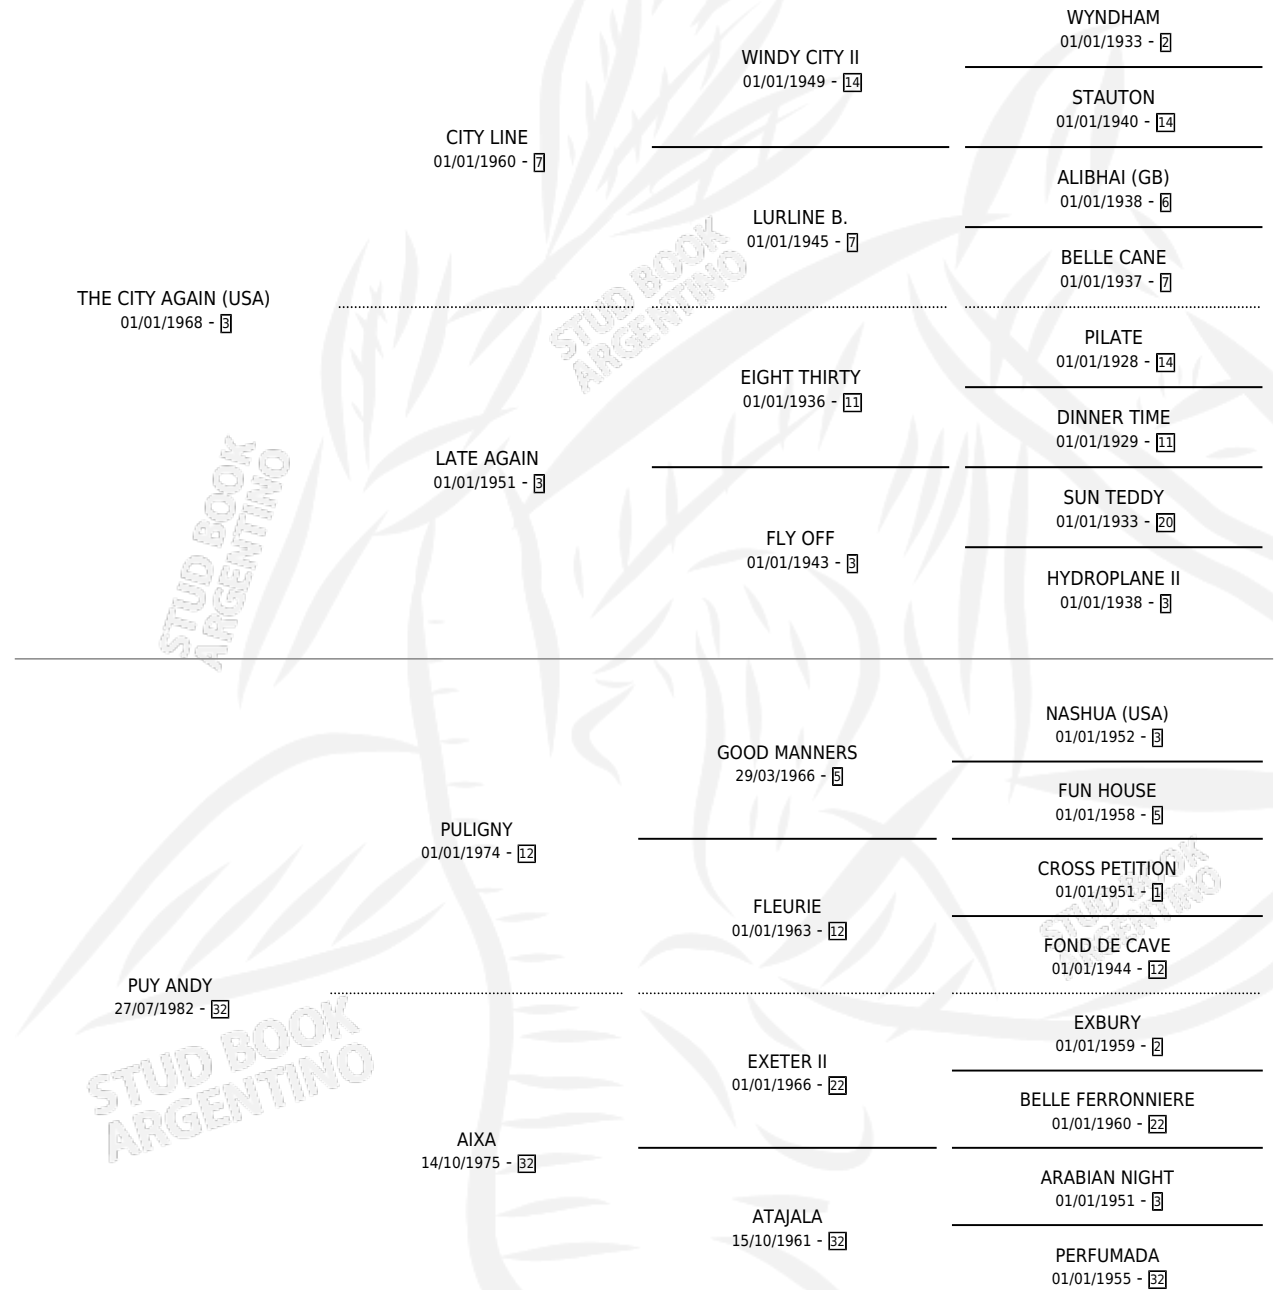 WYNDHAM
01/01/1933 - 2
WINDY CITY II
01/01/1949 - 14
STAUTON
01/01/1940 - 14
CITY LINE
01/01/1960 - 7
ALIBHAI (GB)
01/01/1938 - 6
LURLINE B.
01/01/1945 - 7
BELLE CANE
01/01/1937 - 7
THE CITY AGAIN (USA)
01/01/1968 - 3
PILATE
01/01/1928 - 14
EIGHT THIRTY
01/01/1936 - 11
DINNER TIME
01/01/1929 - 11
LATE AGAIN
01/01/1951 - 3
SUN TEDDY
01/01/1933 - 20
FLY OFF
01/01/1943 - 3
HYDROPLANE II
01/01/1938 - 3
NASHUA (USA)
01/01/1952 - 3
GOOD MANNERS
29/03/1966 - 5
FUN HOUSE
01/01/1958 - 5
PULIGNY
01/01/1974 - 12
CROSS PETITION
01/01/1951 - 1
FLEURIE
01/01/1963 - 12
FOND DE CAVE
01/01/1944 - 12
PUY ANDY
27/07/1982 - 32
EXBURY
01/01/1959 - 2
EXETER II
01/01/1966 - 22
BELLE FERRONNIERE
01/01/1960 - 22
AIXA
14/10/1975 - 32
ARABIAN NIGHT
01/01/1951 - 3
ATAJALA
15/10/1961 - 32
PERFUMADA
01/01/1955 - 32
STUD BOOK
ARGENTINO
STUD BOOK
ARGENTINO
STUD BOOK
ARGENTINO
STUD BOOK
ARGENTINO